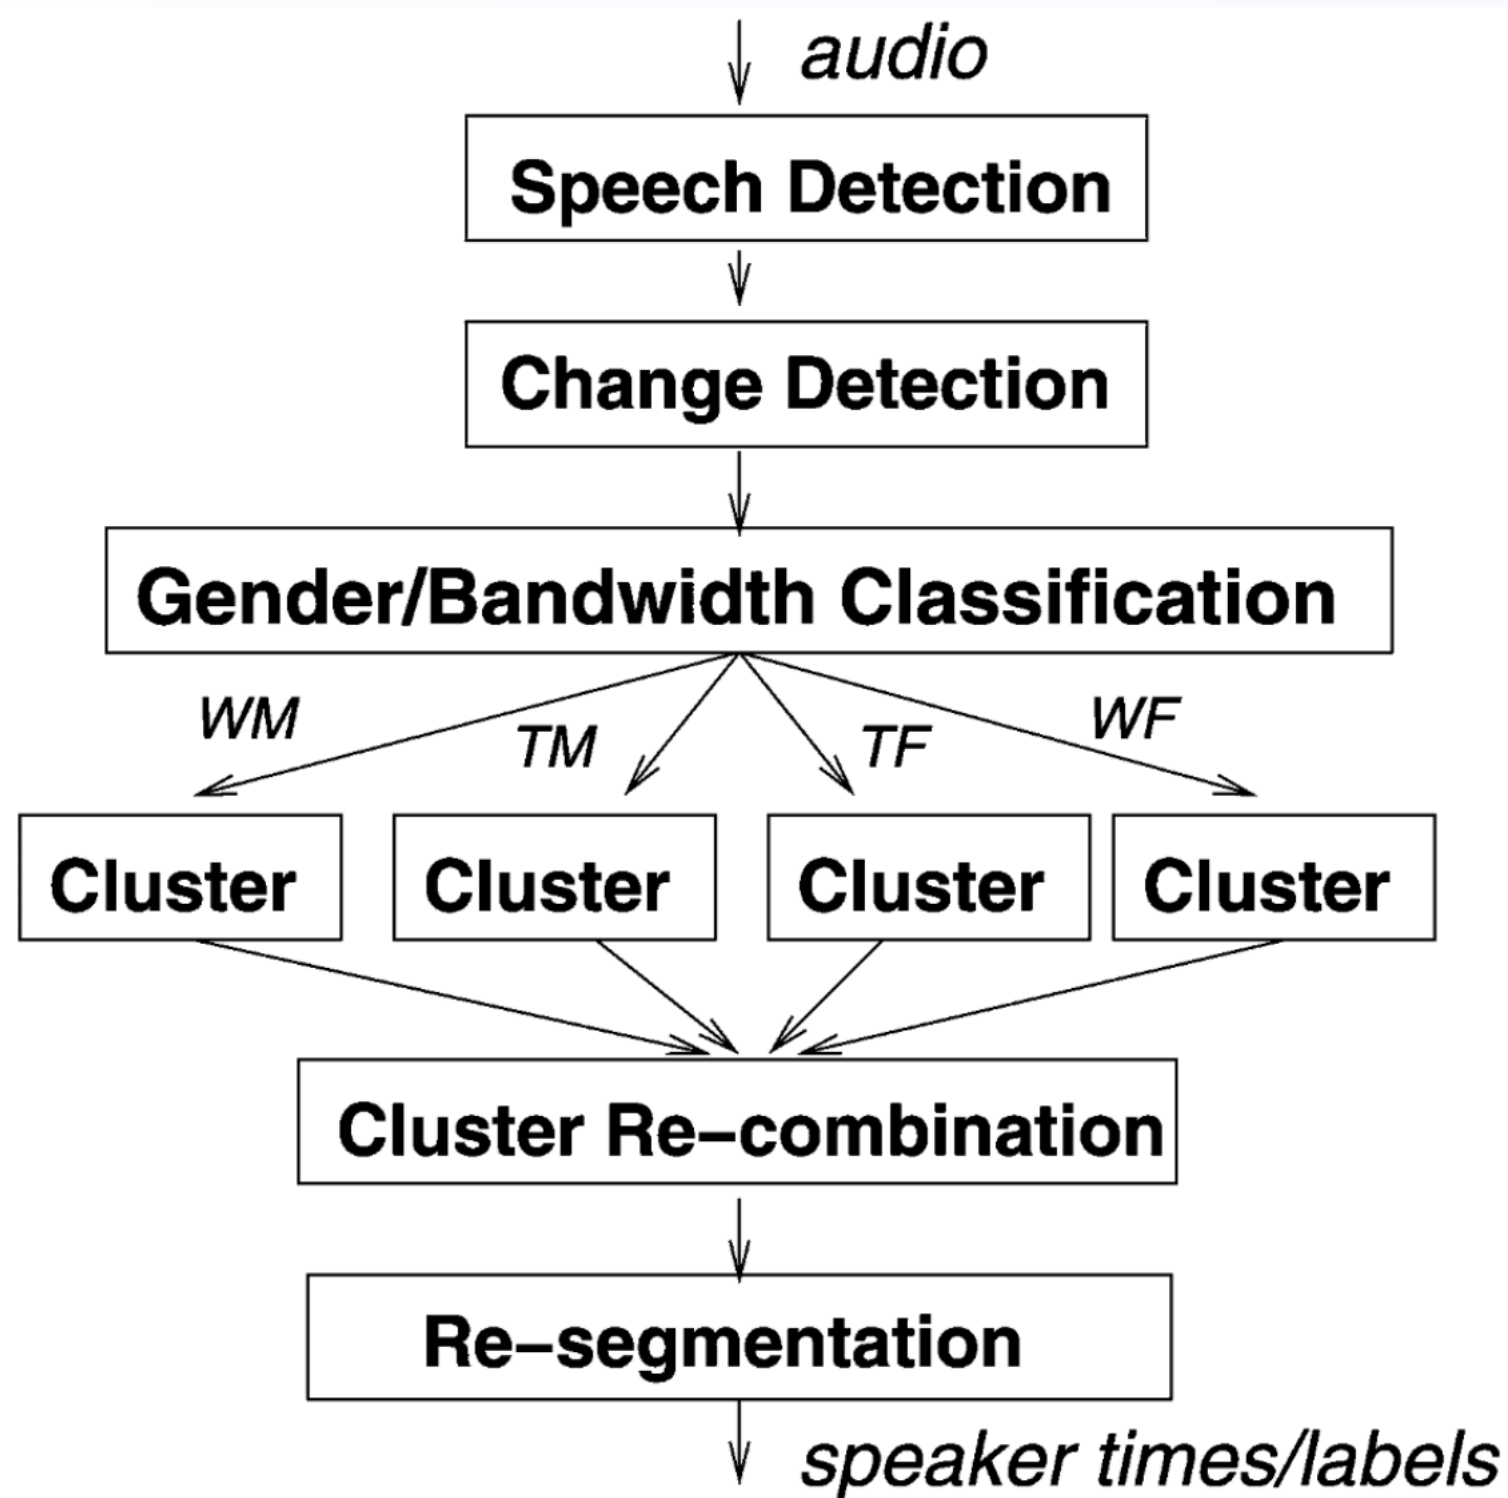 audio
Speech Detection
Change Detection
Gender/Bandwidth Classification
WM
TM
TF
WF
Cluster
Cluster
Cluster
Cluster
Cluster Re–combination
Re–segmentation
speaker times/labels